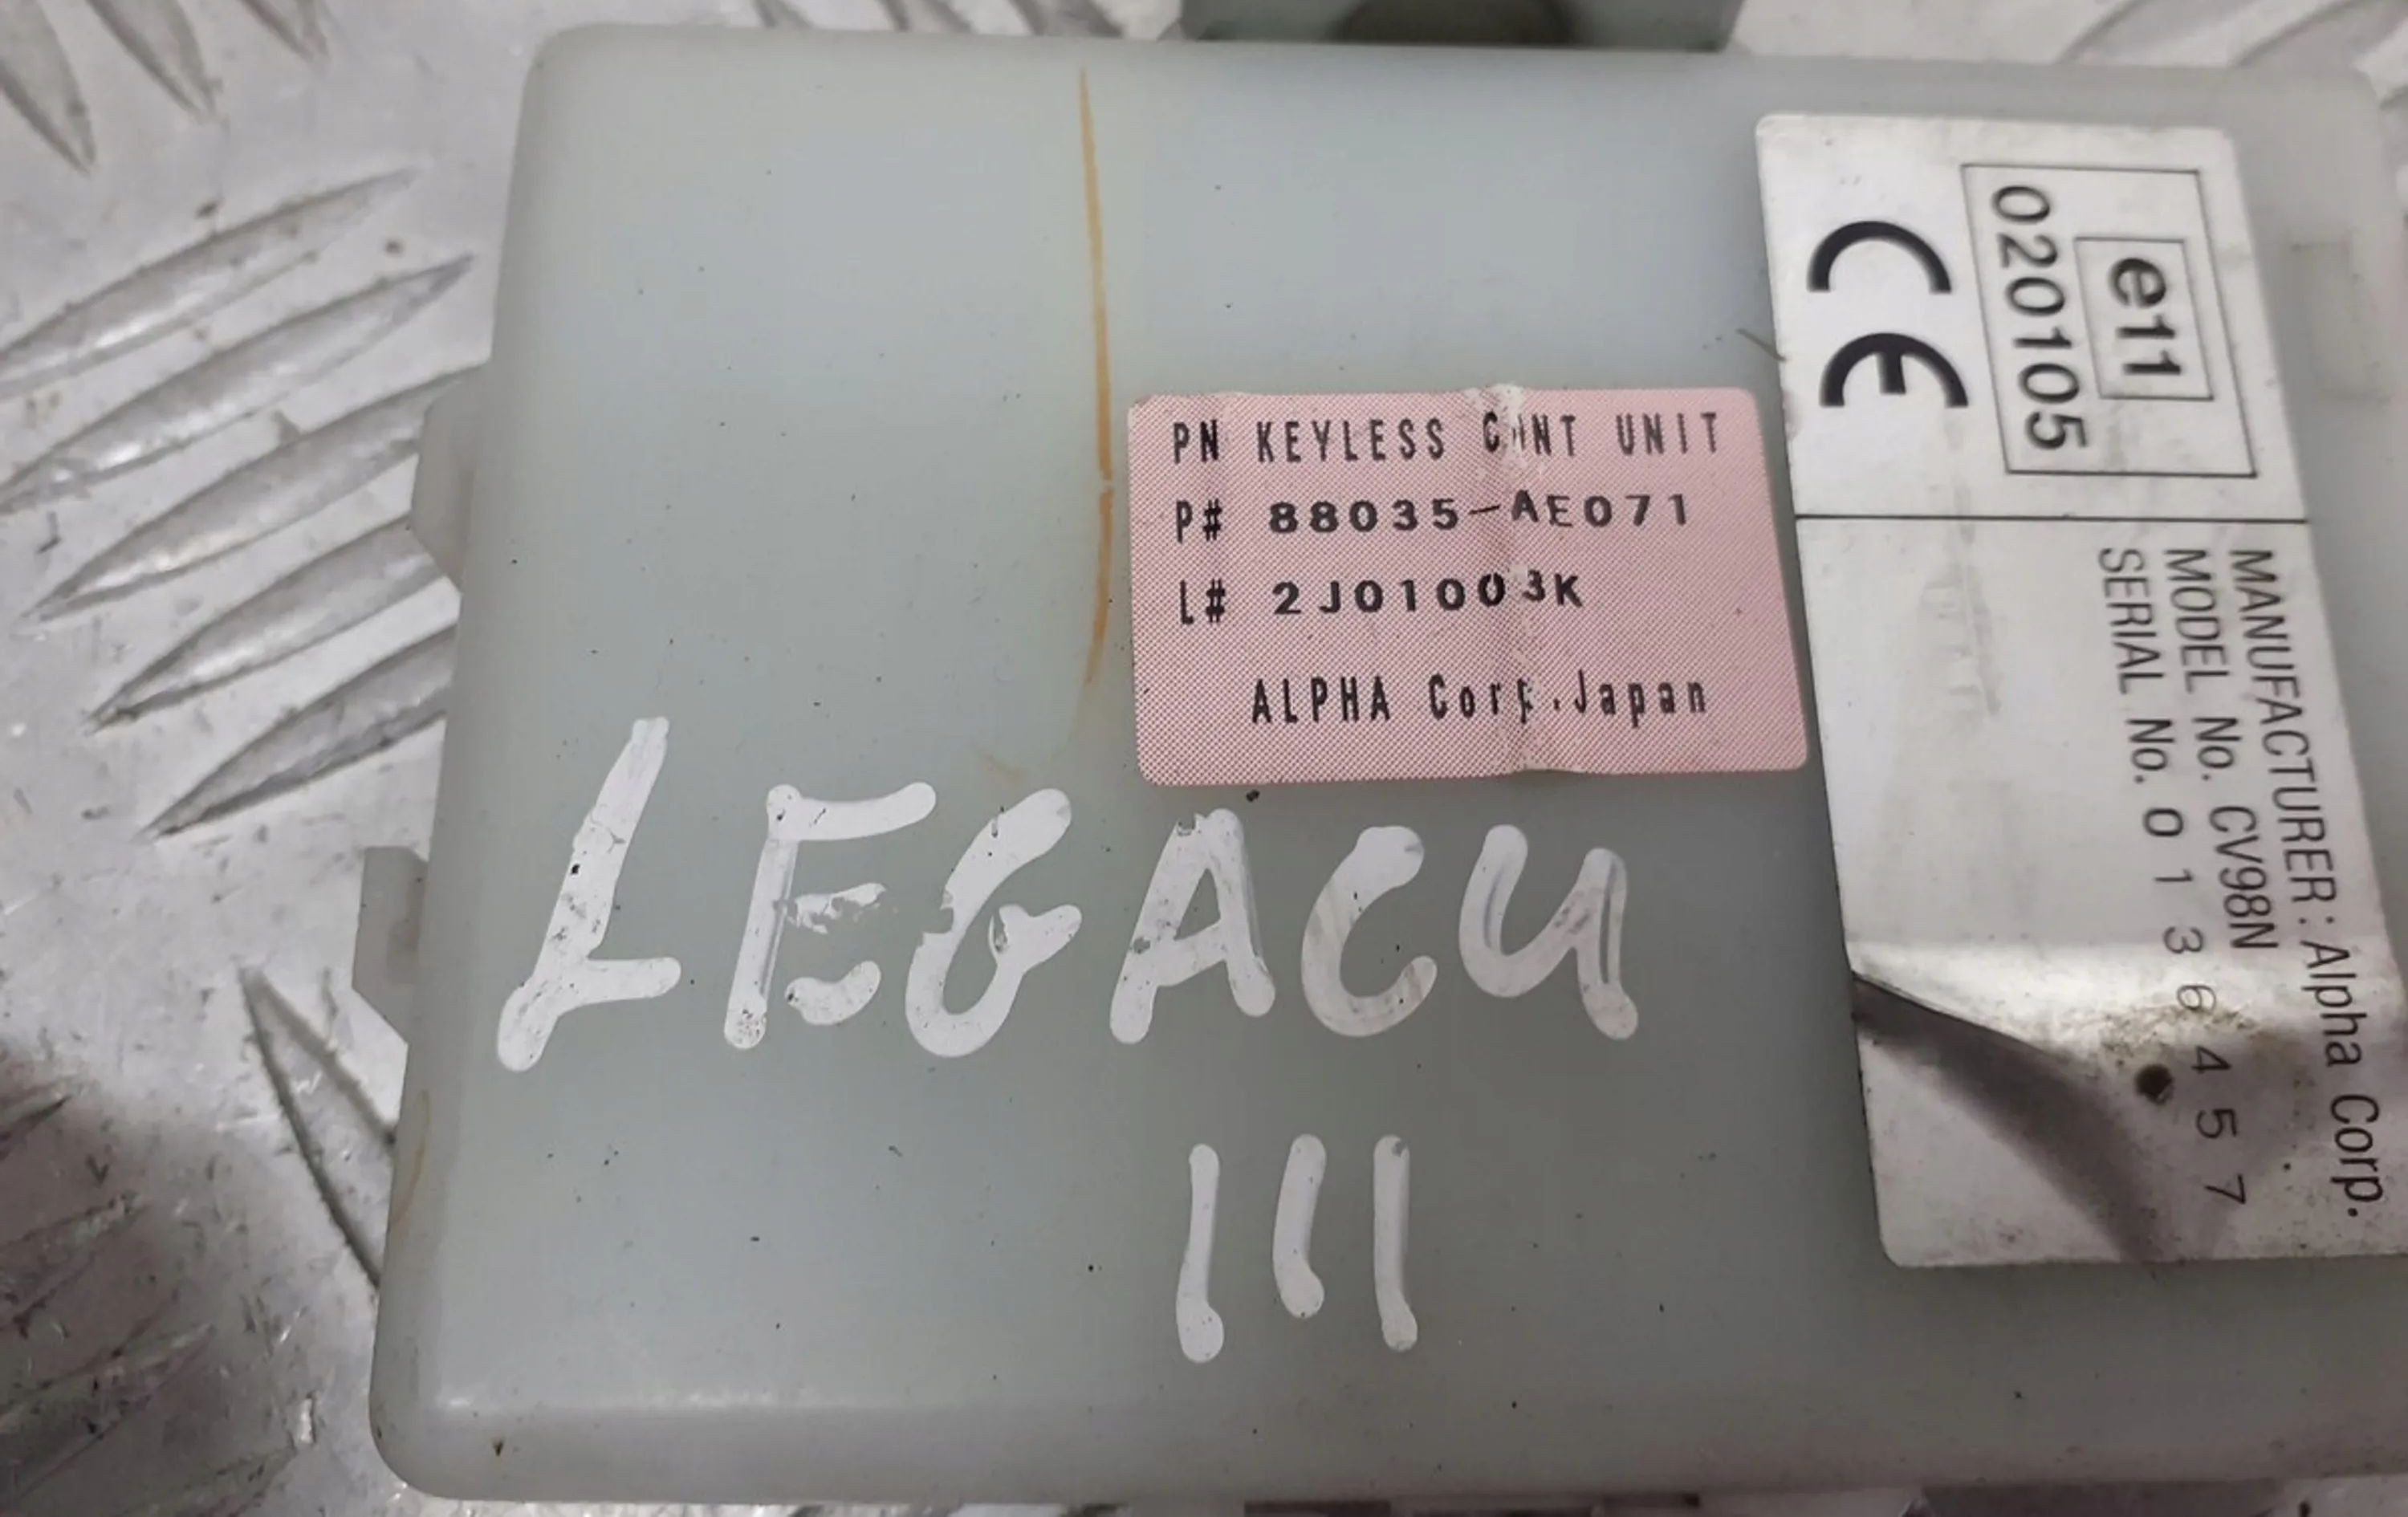 PN KEYLESS CONT UNIT
P# 88035-AE071
L# 2J01003K
ALPHA Corp.Japan
LEGACY
III
e11
020105
CE
MANUFACTURER: Alpha Corp.
MODEL No. CV98N
SERIAL No. 0136457